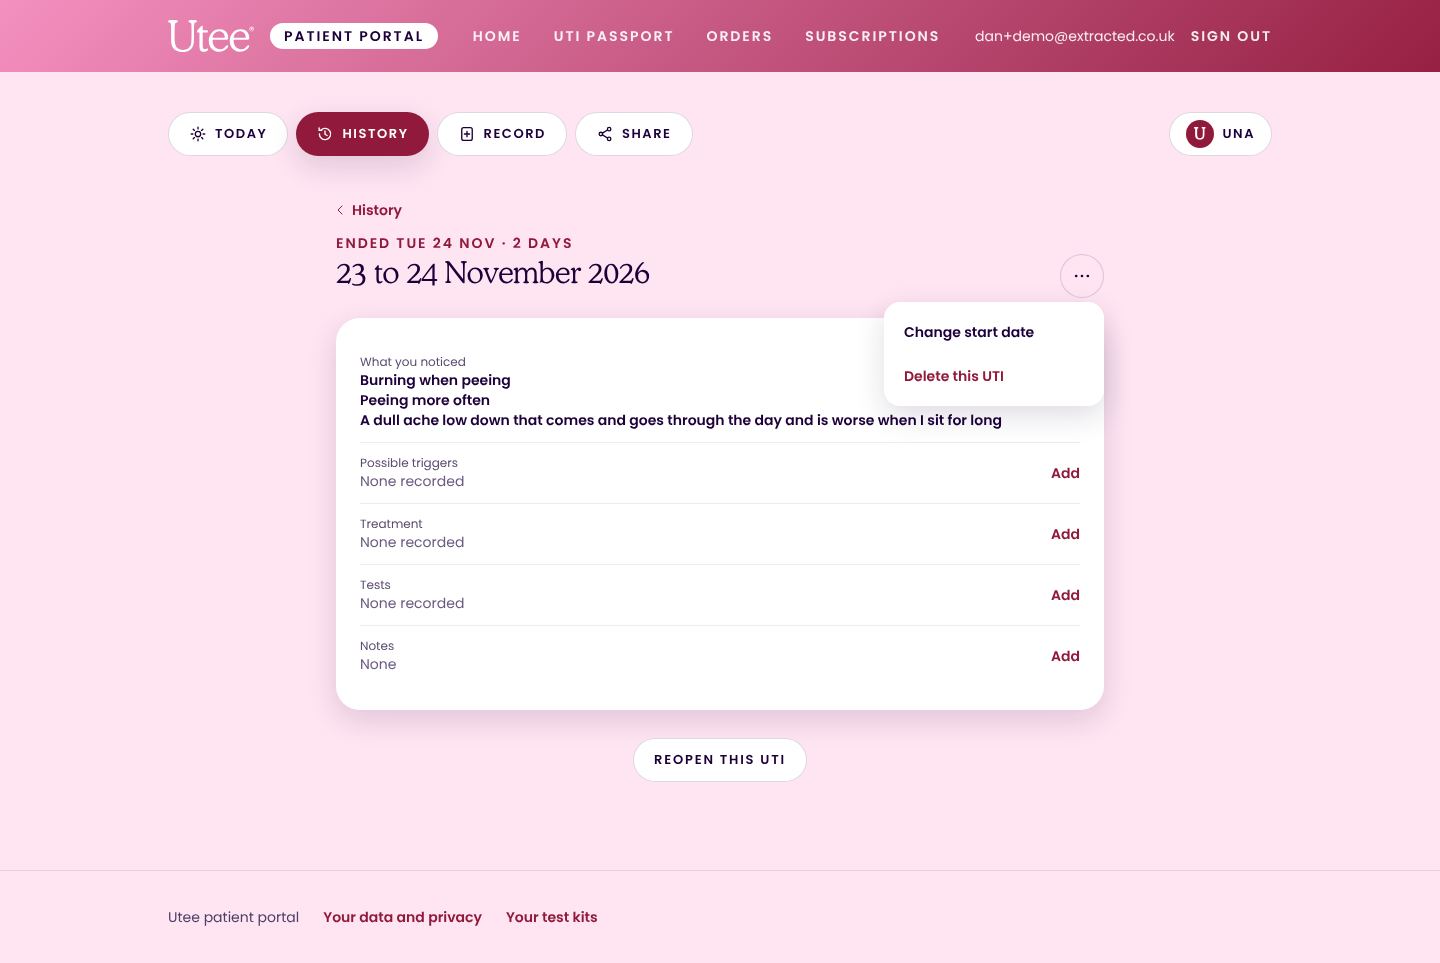 Utee®
PATIENT PORTAL
HOME
UTI PASSPORT
ORDERS
SUBSCRIPTIONS
dan+demo@extracted.co.uk
SIGN OUT
TODAY
HISTORY
RECORD
SHARE
U
UNA
History
ENDED TUE 24 NOV · 2 DAYS
23 to 24 November 2026
Change start date
Delete this UTI
What you noticed
Burning when peeing
Peeing more often
A dull ache low down that comes and goes through the day and is worse when I sit for long
Possible triggers
None recorded
Add
Treatment
None recorded
Add
Tests
None recorded
Add
Notes
None
Add
REOPEN THIS UTI
Utee patient portal
Your data and privacy
Your test kits